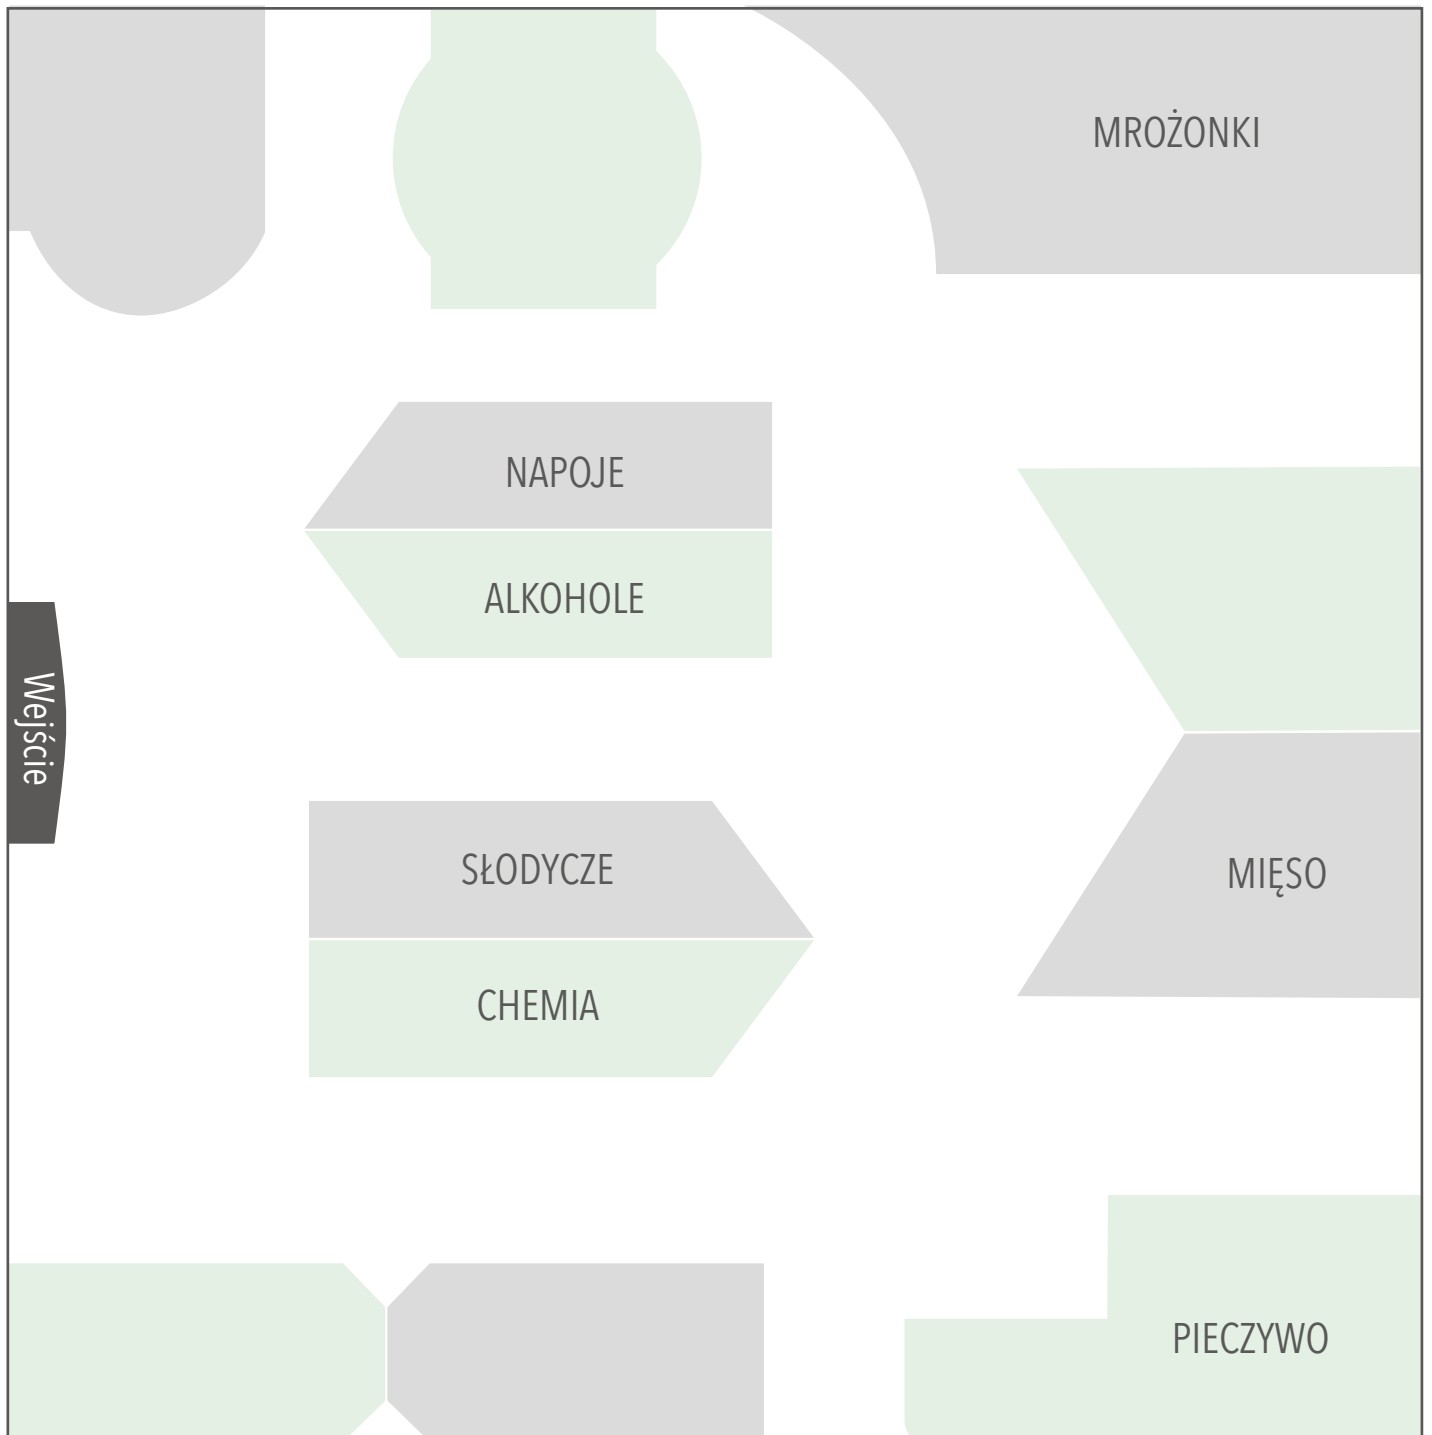 MROŻONKI
NAPOJE
ALKOHOLE
Wejście
SŁODYCZE
MIĘSO
CHEMIA
PIECZYWO